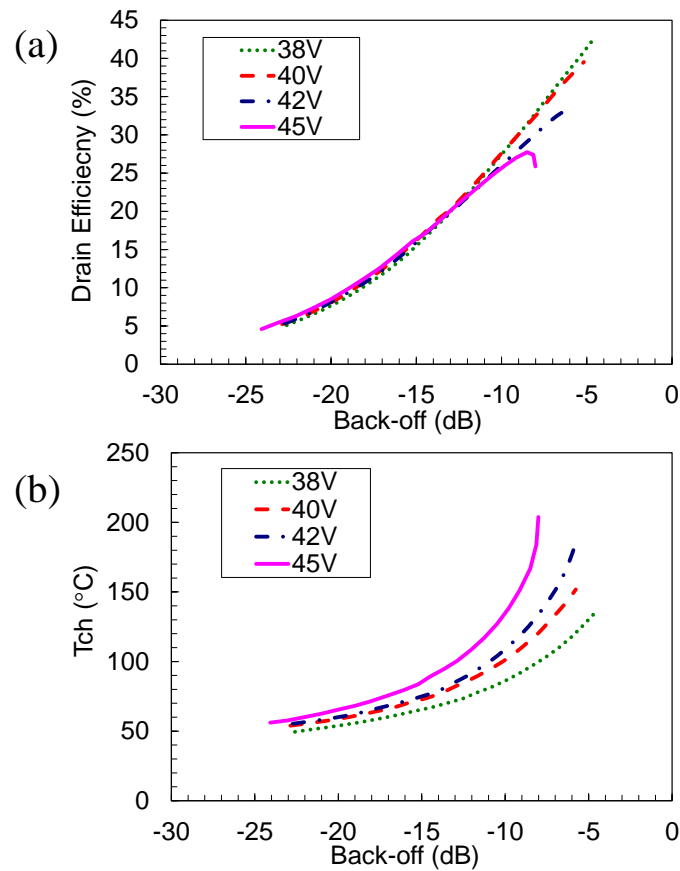 (a)
Drain Efficiecny (%)
45
40
35
30
25
20
15
10
5
0
38V
40V
42V
45V
-30 -25 -20 -15 -10 -5 0
Back-off (dB)
(b)
Tch (°C)
250
200
150
100
50
0
38V
40V
42V
45V
-30 -25 -20 -15 -10 -5 0
Back-off (dB)